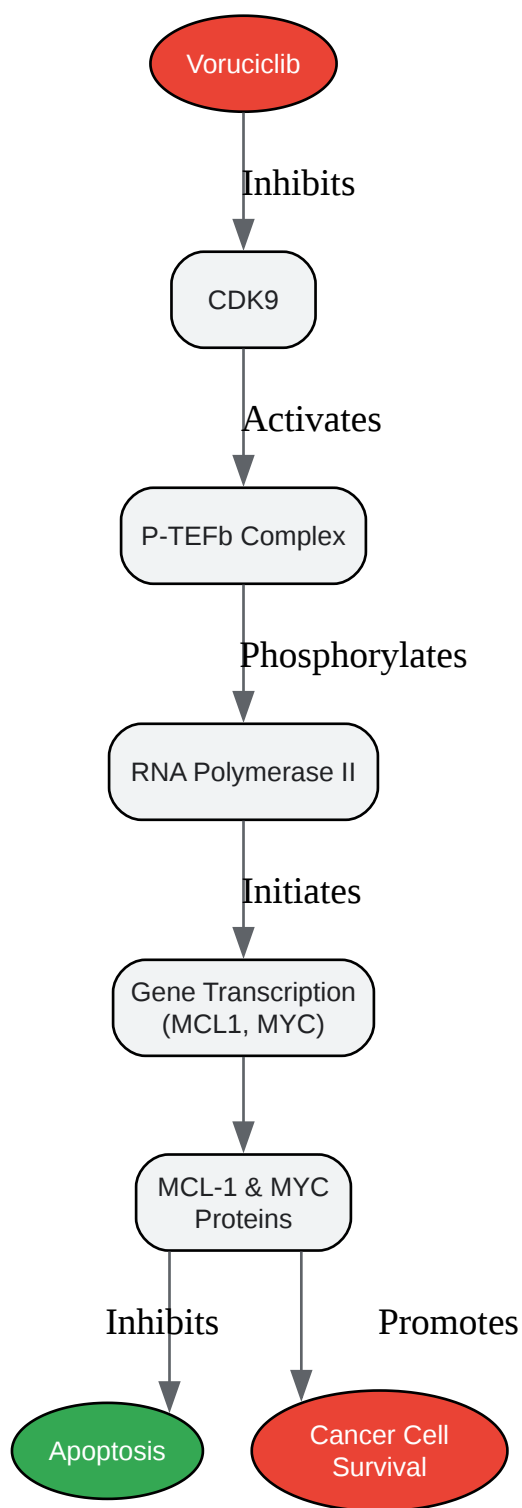 Voruciclib
Inhibits
CDK9
Activates
P-TEFb Complex
Phosphorylates
RNA Polymerase II
Initiates
Gene Transcription
(MCL1, MYC)
MCL-1 & MYC
Proteins
Inhibits
Promotes
Apoptosis
Cancer Cell
Survival